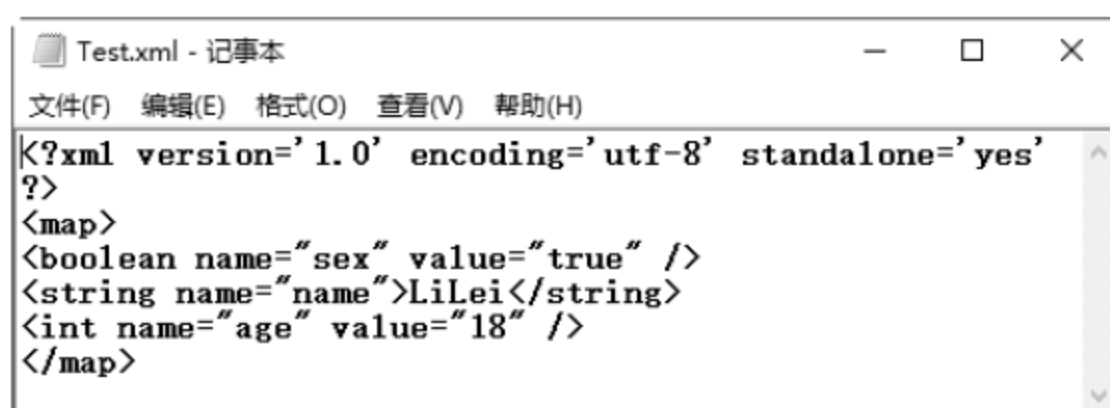 Test.xml - 记事本
文件(F) 编辑(E) 格式(O) 查看(V) 帮助(H)
<?xml version='1.0' encoding='utf-8' standalone='yes'
?>
<map>
<boolean name="sex" value="true" />
<string name="name">LiLei</string>
<int name="age" value="18" />
</map>